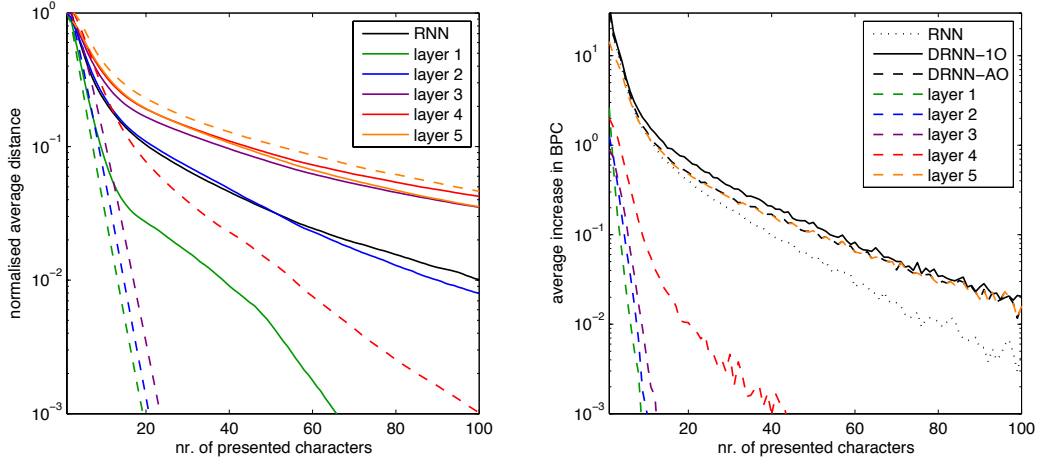 10^0
10^-1
10^-2
10^-3
20
40
60
80
100
nr. of presented characters
normalised average distance
RNN
layer 1
layer 2
layer 3
layer 4
layer 5
10^1
10^0
10^-1
10^-2
10^-3
20
40
60
80
100
nr. of presented characters
average increase in BPC
RNN
DRNN-1O
DRNN-AO
layer 1
layer 2
layer 3
layer 4
layer 5